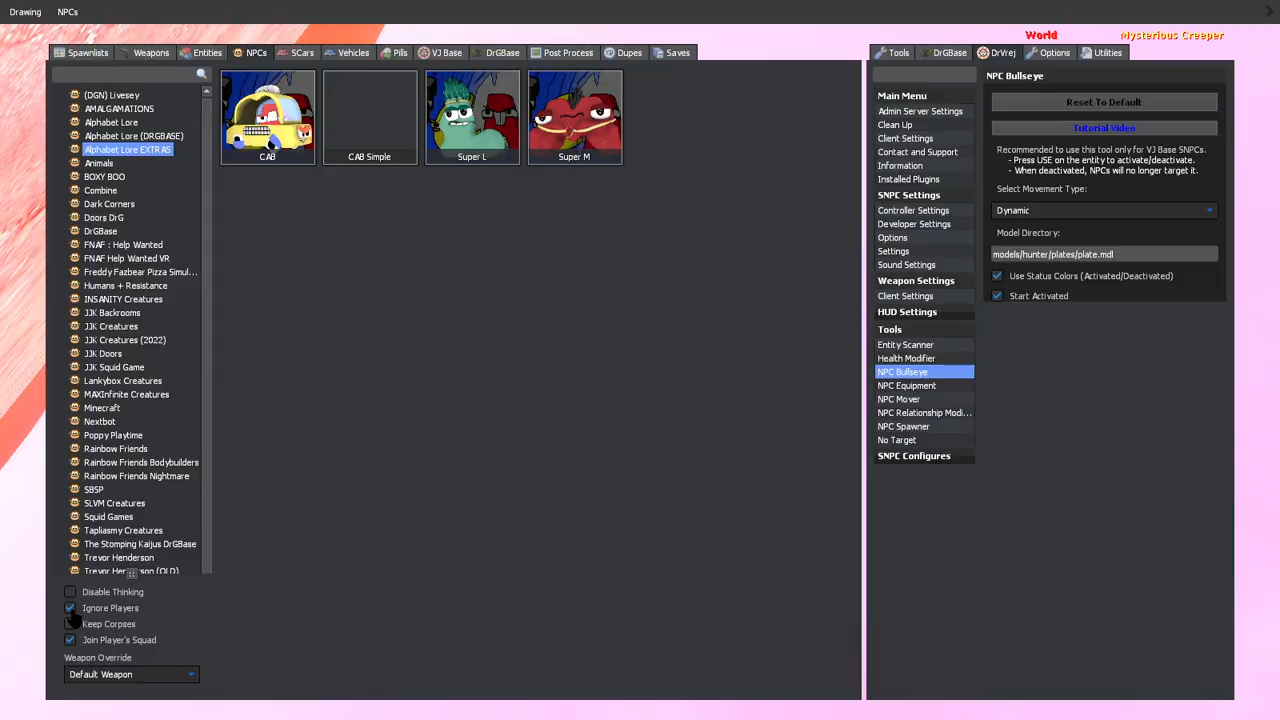 Drawing NPCs
World Mysterious Creeper
Spawnlists Weapons Entities NPCs SCars Vehicles Pills VJ Base DrGBase Post Process Dupes Saves
Tools DrGBase DrVrej Options Utilities
(DGN) Livesey
AMALGAMATIONS
Alphabet Lore
Alphabet Lore (DRGBASE)
Alphabet Lore EXTRAS
Animals
BOXY BOO
Combine
Dark Corners
Doors DrG
DrGBase
FNAF : Help Wanted
FNAF Help Wanted VR
Freddy Fazbear Pizza Simul...
Humans + Resistance
INSANITY Creatures
JJK Backrooms
JJK Creatures
JJK Creatures (2022)
JJK Doors
JJK Squid Game
Lankybox Creatures
MAXInfinite Creatures
Minecraft
Nextbot
Poppy Playtime
Rainbow Friends
Rainbow Friends Bodybuilders
Rainbow Friends Nightmare
SBSP
SLVM Creatures
Squid Games
Tapliasmy Creatures
The Stomping Kaijus DrGBase
Trevor Henderson
Trevor Henderson (OLD)
Disable Thinking
Ignore Players
Keep Corpses
Join Player's Squad
Weapon Override
Default Weapon
CAB
CAB Simple
Super L
Super M
Main Menu
Admin Server Settings
Clean Up
Client Settings
Contact and Support
Information
Installed Plugins
SNPC Settings
Controller Settings
Developer Settings
Options
Settings
Sound Settings
Weapon Settings
Client Settings
HUD Settings
Tools
Entity Scanner
Health Modifier
NPC Bullseye
NPC Equipment
NPC Mover
NPC Relationship Modi...
NPC Spawner
No Target
SNPC Configures
NPC Bullseye
Reset To Default
Tutorial Video
Recommended to use this tool only for VJ Base SNPCs.
- Press USE on the entity to activate/deactivate.
- When deactivated, NPCs will no longer target it.
Select Movement Type:
Dynamic
Model Directory:
models/hunter/plates/plate.mdl
Use Status Colors (Activated/Deactivated)
Start Activated